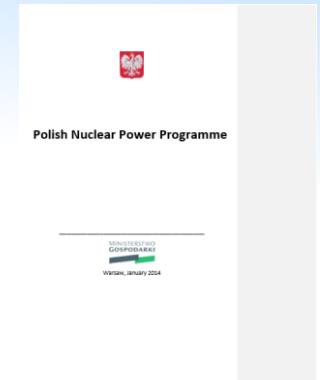 Polish Nuclear Power Programme
MINISTERSTWO
GOSPODARKI
Warsaw, January 2014